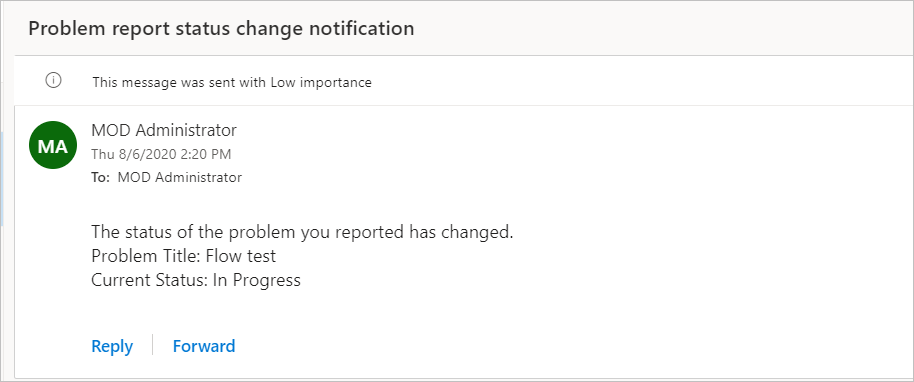 Problem report status change notification
This message was sent with Low importance
MA
MOD Administrator
Thu 8/6/2020 2:20 PM
To: MOD Administrator
The status of the problem you reported has changed.
Problem Title: Flow test
Current Status: In Progress
Reply Forward